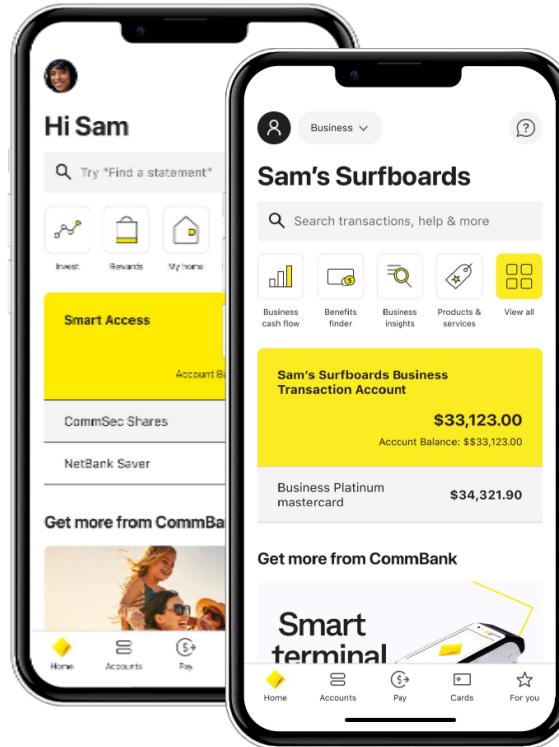 Hi Sam
Try "Find a statement"
Invest
Rewards
My home
Smart Access
Account Ba
CommSec Shares
NetBank Saver
Get more from CommBa
Home
Accounts
Pay
Business
Sam's Surfboards
Search transactions, help & more
Business
cash flow
Benefits
finder
Business
insights
Products &
services
View all
Sam's Surfboards Business
Transaction Account
$33,123.00
Account Balance: $$33,123.00
Business Platinum
mastercard
$34,321.90
Get more from CommBank
Smart
terminal
Home
Accounts
Pay
Cards
For you